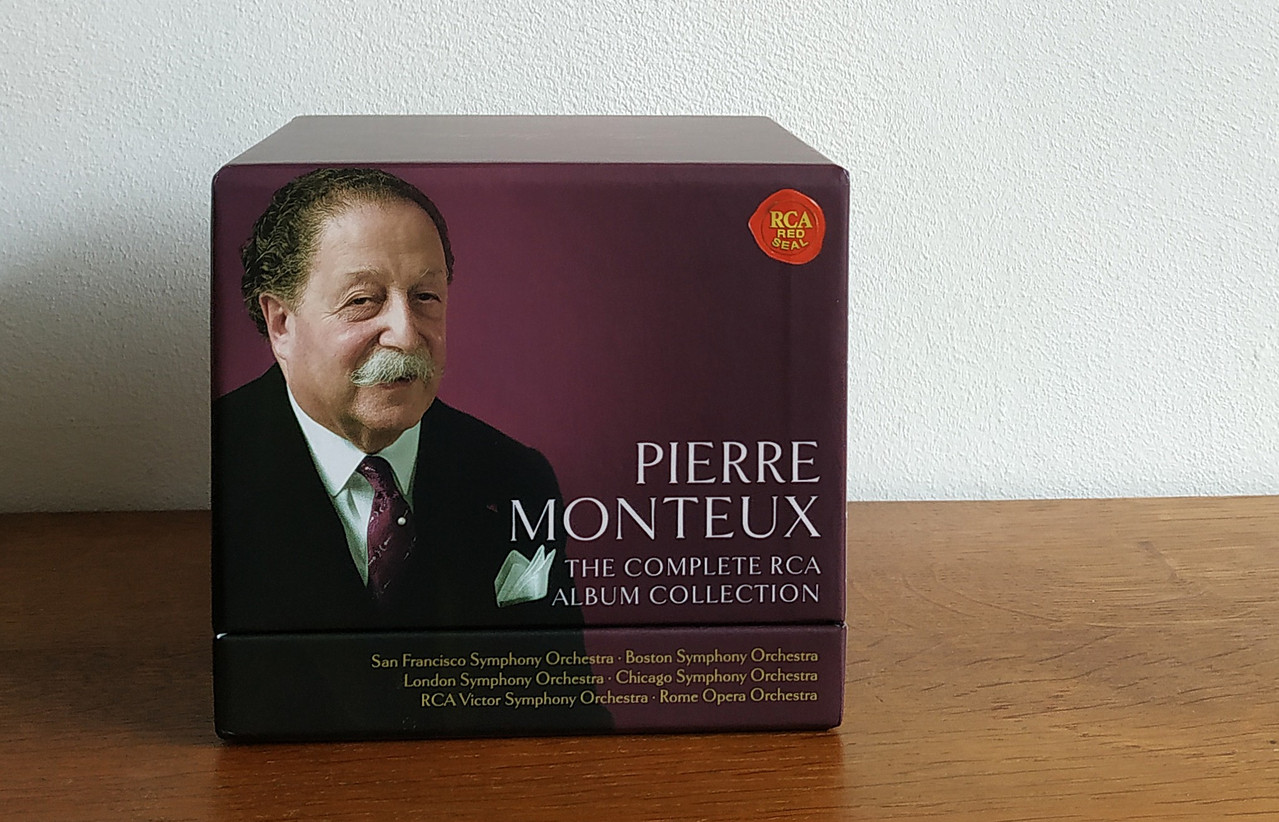 RCA
RED
SEAL
PIERRE
MONTEUX
THE COMPLETE RCA
ALBUM COLLECTION
San Francisco Symphony Orchestra · Boston Symphony Orchestra
London Symphony Orchestra · Chicago Symphony Orchestra
RCA Victor Symphony Orchestra · Rome Opera Orchestra